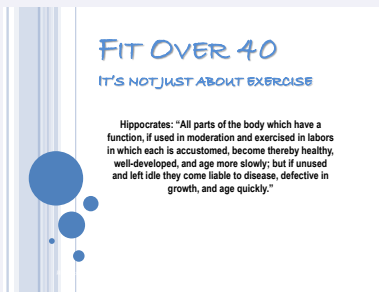 FIT OVER 40
IT'S NOT JUST ABOUT EXERCISE
Hippocrates: “All parts of the body which have a
function, if used in moderation and exercised in labors
in which each is accustomed, become thereby healthy,
well-developed, and age more slowly; but if unused
and left idle they come liable to disease, defective in
growth, and age quickly.”